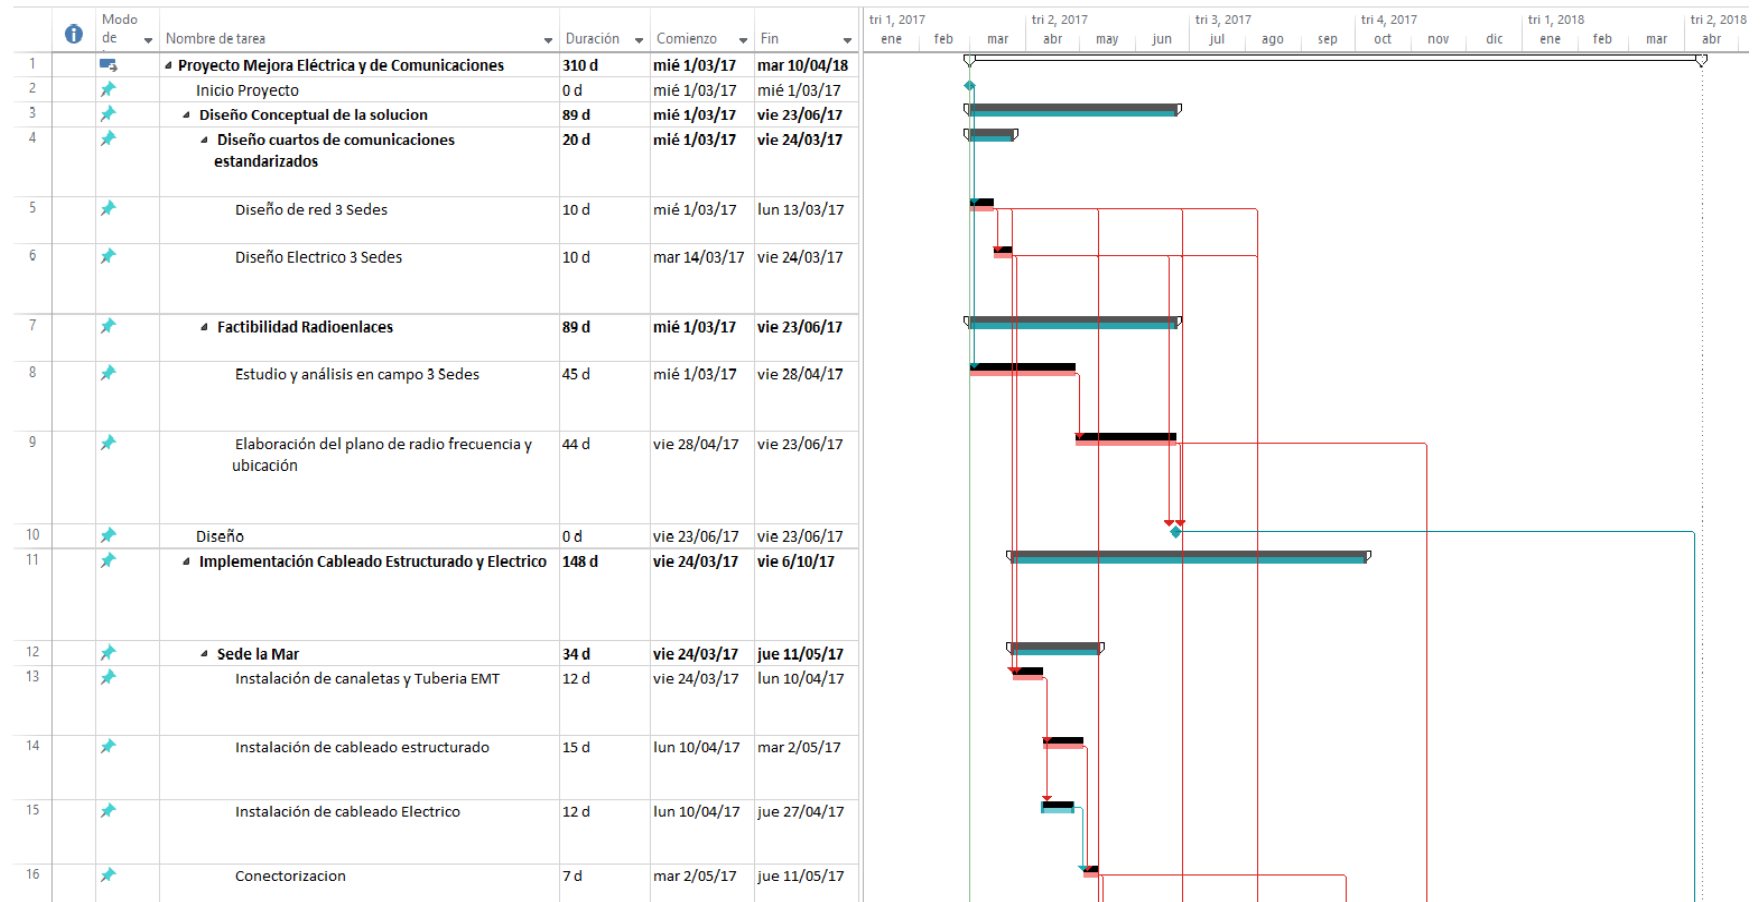 tri 1, 2017 tri 2, 2017 tri 3, 2017 tri 4, 2017 tri 1, 2018 tri 2, 2018
Modo de Nombre de tarea Duración Comienzo Fin ene feb mar abr may jun jul ago sep oct nov dic ene feb mar abr
1 Proyecto Mejora Eléctrica y de Comunicaciones 310 d mié 1/03/17 mar 10/04/18
2 Inicio Proyecto 0 d mié 1/03/17 mié 1/03/17
3 Diseño Conceptual de la solucion 89 d mié 1/03/17 vie 23/06/17
4 Diseño cuartos de comunicaciones 20 d mié 1/03/17 vie 24/03/17
estandarizados
5 Diseño de red 3 Sedes 10 d mié 1/03/17 lun 13/03/17
6 Diseño Electrico 3 Sedes 10 d mar 14/03/17 vie 24/03/17
7 Factibilidad Radioenlaces 89 d mié 1/03/17 vie 23/06/17
8 Estudio y análisis en campo 3 Sedes 45 d mié 1/03/17 vie 28/04/17
9 Elaboración del plano de radio frecuencia y 44 d vie 28/04/17 vie 23/06/17
ubicación
10 Diseño 0 d vie 23/06/17 vie 23/06/17
11 Implementación Cableado Estructurado y Electrico 148 d vie 24/03/17 vie 6/10/17
12 Sede la Mar 34 d vie 24/03/17 jue 11/05/17
13 Instalación de canaletas y Tuberia EMT 12 d vie 24/03/17 lun 10/04/17
14 Instalación de cableado estructurado 15 d lun 10/04/17 mar 2/05/17
15 Instalación de cableado Electrico 12 d lun 10/04/17 jue 27/04/17
16 Conectorizacion 7 d mar 2/05/17 jue 11/05/17